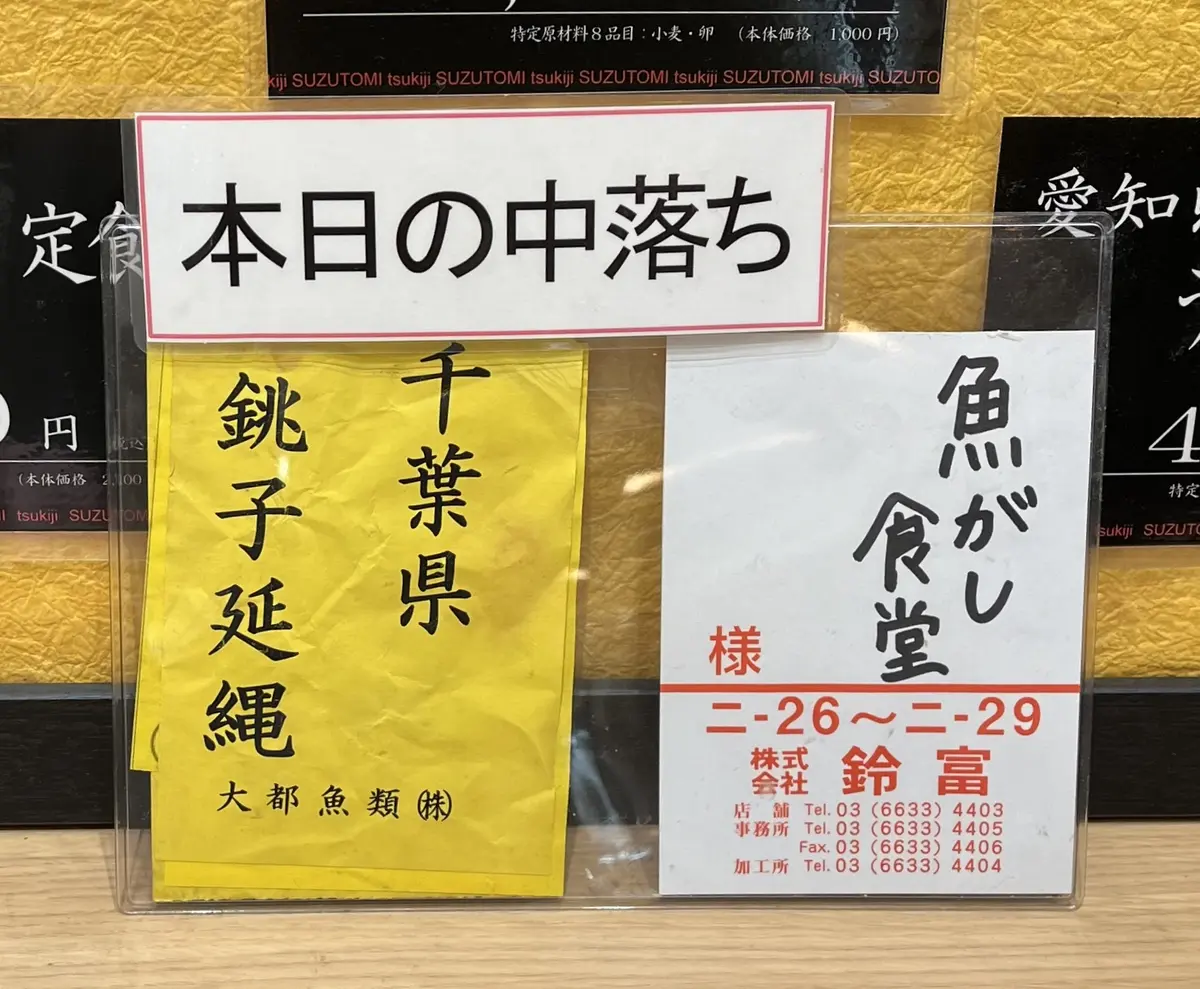 特定原材料8品目：小麦・卵 （本体価格 1,000円）
kiji SUZUTOMI tsukiji SUZUTOMI tsukiji SUZUTOMI tsukiji SUZUTOMI tsukiji SUZUTO
本日の中落ち
定食
円
（本体価格
tsukiji SUZUTOM
千葉県
銚子延縄
大都魚類㈱
魚がし
食堂
様
二-26〜二-29
株式会社 鈴富
店舗 Tel. 03 (6633) 4403
事務所 Tel. 03 (6633) 4405
Fax. 03 (6633) 4406
加工所 Tel. 03 (6633) 4404
愛知
4
特定
sukiji SUZUTO